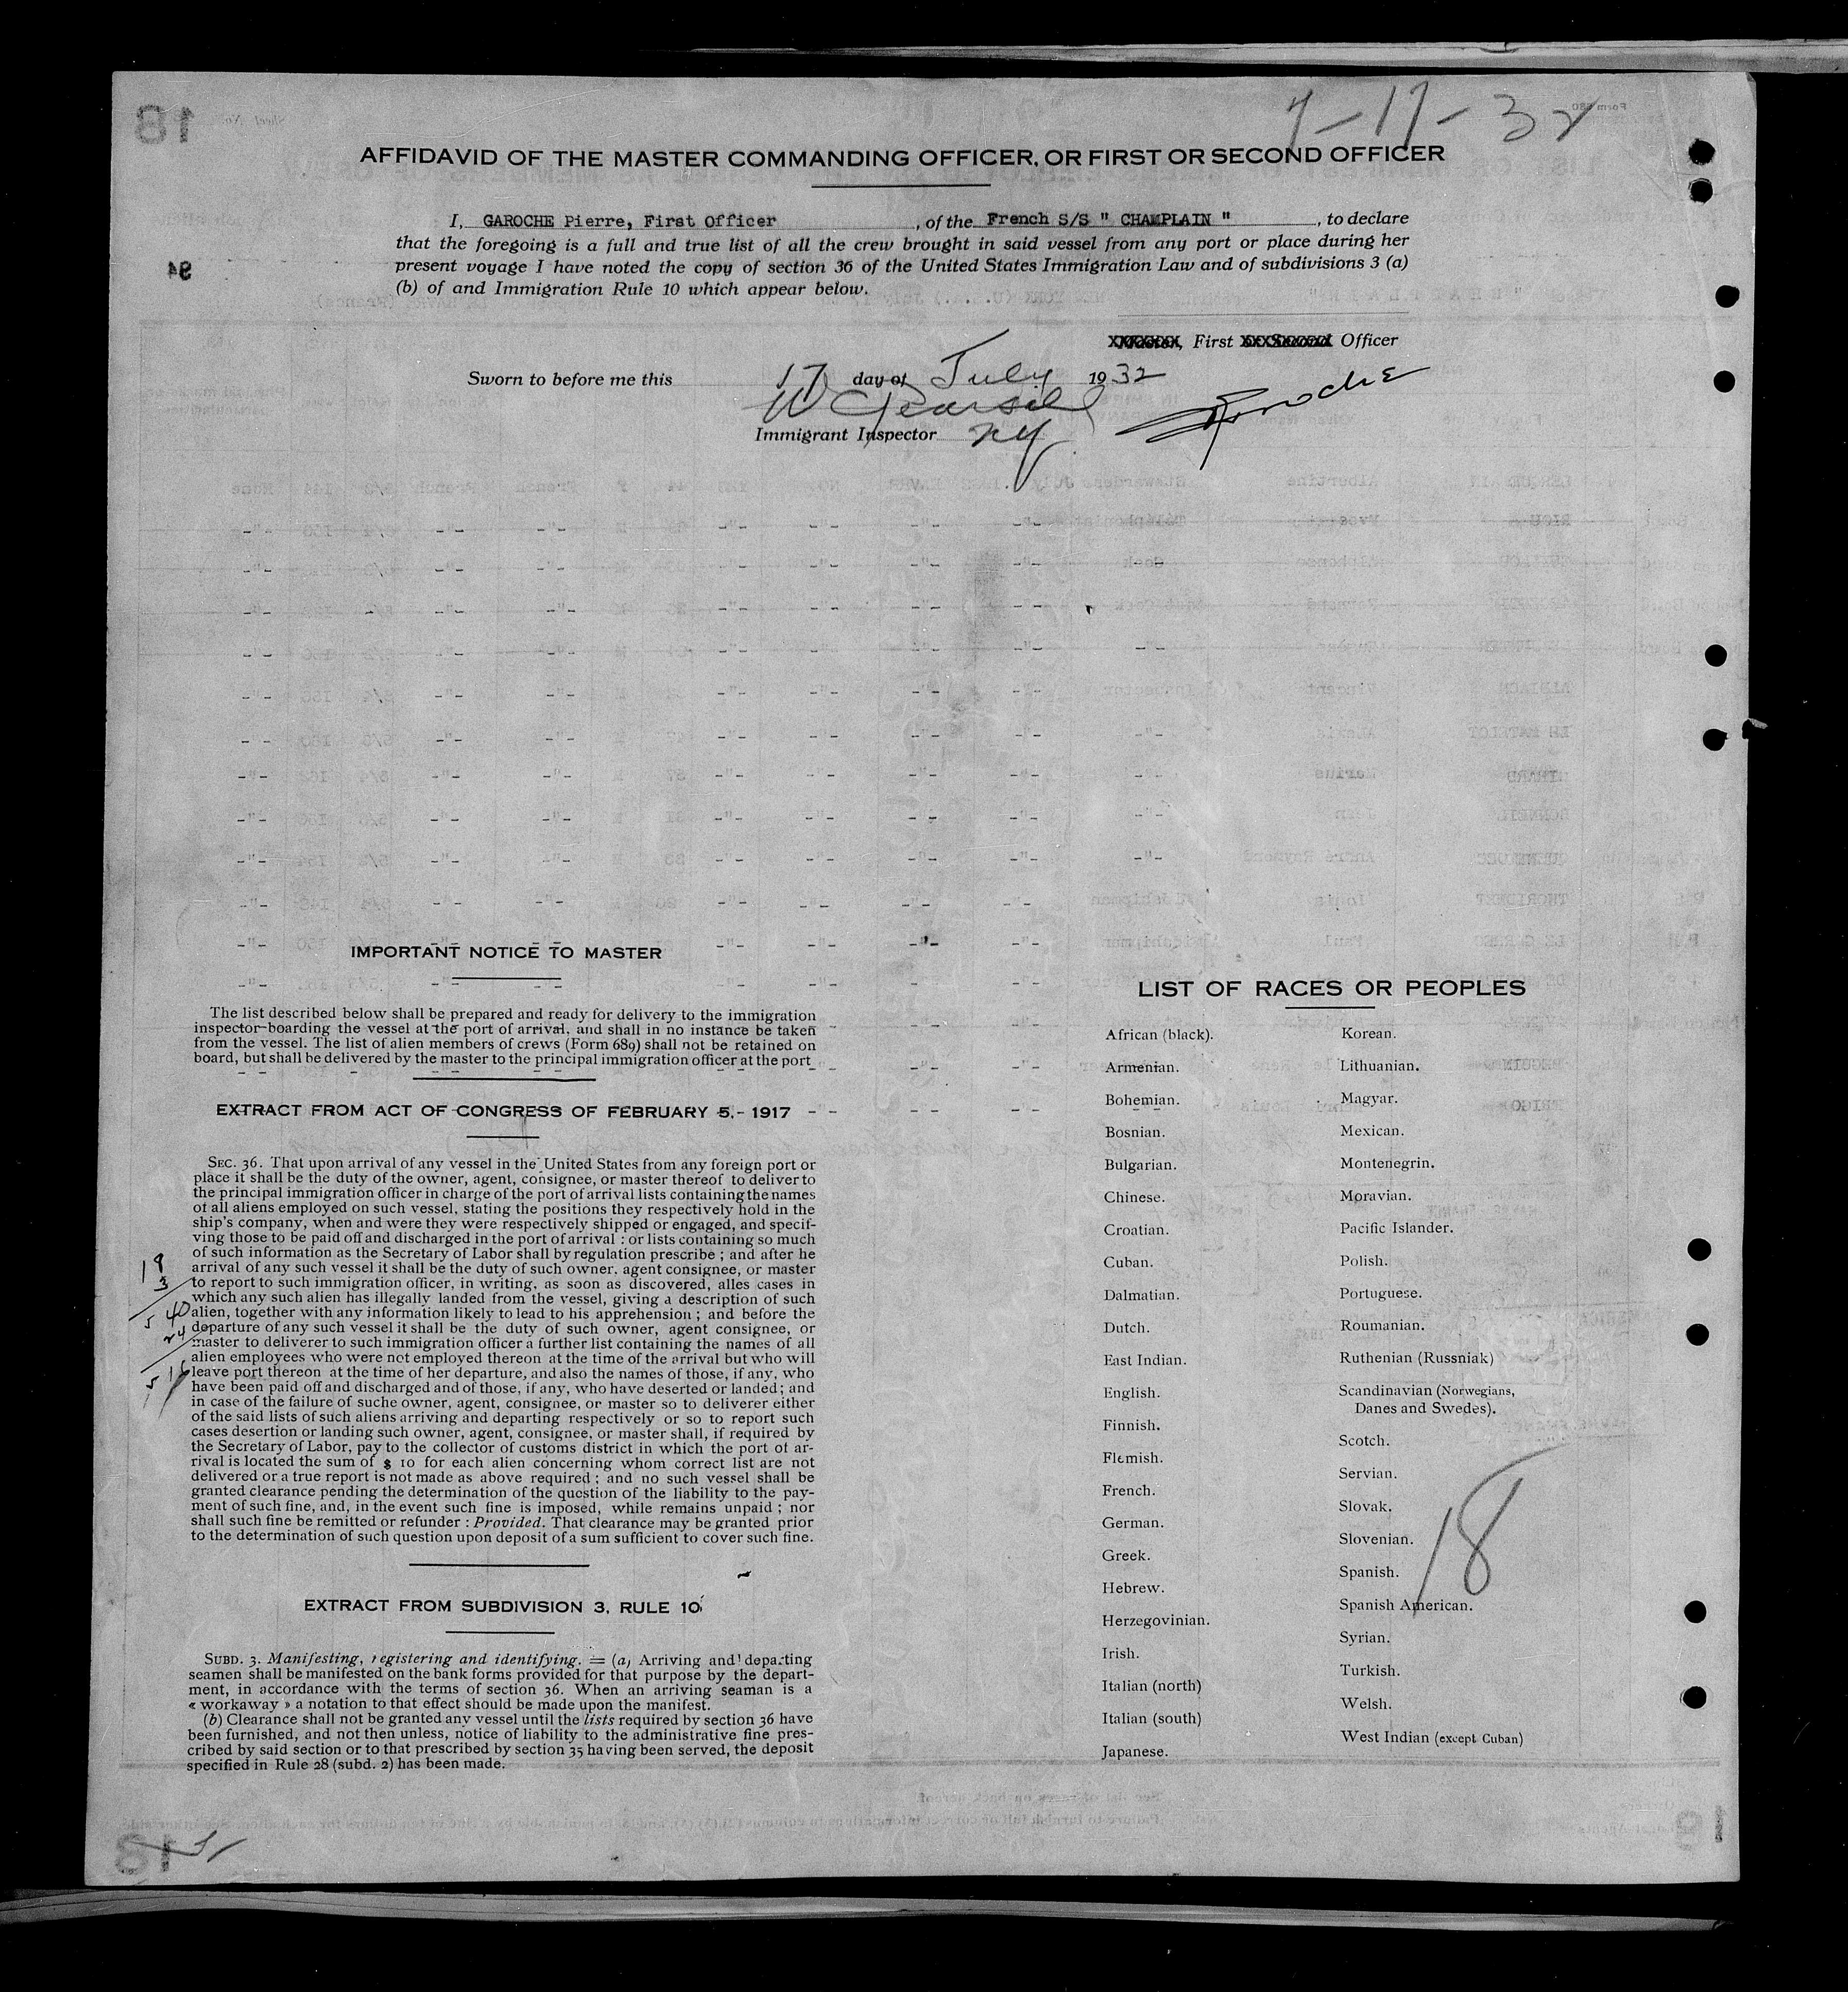 7-17-32
18
AFFIDAVID OF THE MASTER COMMANDING OFFICER, OR FIRST OR SECOND OFFICER
I, GAROCHE Pierre, First Officer, of the French S/S " CHAMPLAIN ", to declare
that the foregoing is a full and true list of all the crew brought in said vessel from any port or place during her
present voyage I have noted the copy of section 36 of the United States Immigration Law and of subdivisions 3 (a)
(b) of and Immigration Rule 10 which appear below.
First Officer
Sworn to before me this 17 day of July 1932
Immigrant Inspector NY
IMPORTANT NOTICE TO MASTER
The list described below shall be prepared and ready for delivery to the immigration
inspector boarding the vessel at the port of arrival, and shall in no instance be taken
from the vessel. The list of alien members of crews (Form 689) shall not be retained on
board, but shall be delivered by the master to the principal immigration officer at the port
EXTRACT FROM ACT OF CONGRESS OF FEBRUARY 5, 1917
SEC. 36. That upon arrival of any vessel in the United States from any foreign port or
place it shall be the duty of the owner, agent, consignee, or master thereof to deliver to
the principal immigration officer in charge of the port of arrival lists containing the names
of all aliens employed on such vessel, stating the positions they respectively hold in the
ship's company, when and were they were respectively shipped or engaged, and specif-
ving those to be paid off and discharged in the port of arrival : or lists containing so much
of such information as the Secretary of Labor shall by regulation prescribe ; and after he
arrival of any such vessel it shall be the duty of such owner, agent consignee, or master
to report to such immigration officer, in writing, as soon as discovered, alles cases in
which any such alien has illegally landed from the vessel, giving a description of such
alien, together with any information likely to lead to his apprehension ; and before the
departure of any such vessel it shall be the duty of such owner, agent consignee, or
master to deliverer to such immigration officer a further list containing the names of all
alien employees who were not employed thereon at the time of the arrival but who will
leave port thereon at the time of her departure, and also the names of those, if any, who
have been paid off and discharged and of those, if any, who have deserted or landed; and
in case of the failure of suche owner, agent, consignee, or master so to deliverer either
of the said lists of such aliens arriving and departing respectively or so to report such
cases desertion or landing such owner, agent, consignee, or master shall, if required by
the Secretary of Labor, pay to the collector of customs district in which the port of ar-
rival is located the sum of $ 10 for each alien concerning whom correct list are not
delivered or a true report is not made as above required ; and no such vessel shall be
granted clearance pending the determination of the question of the liability to the pay-
ment of such fine, and, in the event such fine is imposed, while remains unpaid ; nor
shall such fine be remitted or refunder : Provided. That clearance may be granted prior
to the determination of such question upon deposit of a sum sufficient to cover such fine.
EXTRACT FROM SUBDIVISION 3, RULE 10
SUBD. 3. Manifesting, registering and identifying. = (a) Arriving and departing
seamen shall be manifested on the bank forms provided for that purpose by the depart-
ment, in accordance with the terms of section 36. When an arriving seaman is a
« workaway » a notation to that effect should be made upon the manifest.
(b) Clearance shall not be granted any vessel until the lists required by section 36 have
been furnished, and not then unless, notice of liability to the administrative fine pres-
cribed by said section or to that prescribed by section 35 having been served, the deposit
specified in Rule 28 (subd. 2) has been made.
LIST OF RACES OR PEOPLES
African (black).
Armenian.
Bohemian.
Bosnian.
Bulgarian.
Chinese.
Croatian.
Cuban.
Dalmatian.
Dutch.
East Indian.
English.
Finnish.
Flemish.
French.
German.
Greek.
Hebrew.
Herzegovinian.
Irish.
Italian (north)
Italian (south)
Japanese.
Korean.
Lithuanian.
Magyar.
Mexican.
Montenegrin.
Moravian.
Pacific Islander.
Polish.
Portuguese.
Roumanian.
Ruthenian (Russniak)
Scandinavian (Norwegians,
Danes and Swedes).
Scotch.
Servian.
Slovak.
Slovenian.
Spanish.
Spanish American.
Syrian.
Turkish.
Welsh.
West Indian (except Cuban)
18